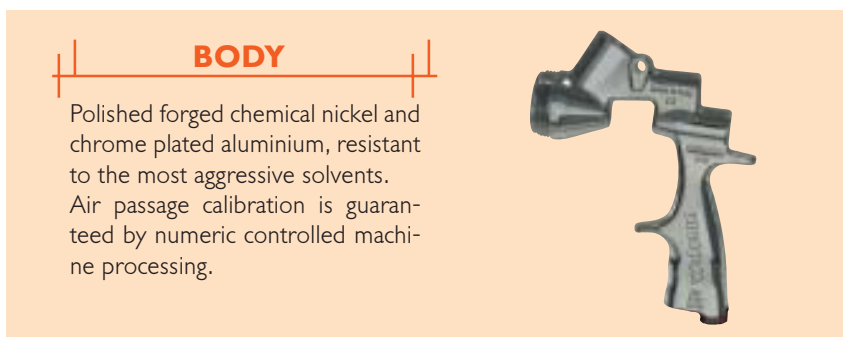 BODY
Polished forged chemical nickel and
chrome plated aluminium, resistant
to the most aggressive solvents.
Air passage calibration is guaran-
teed by numeric controlled machi-
ne processing.